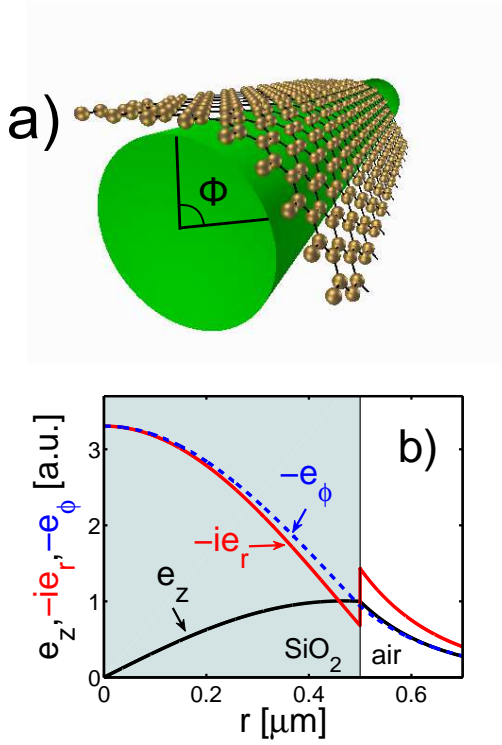 a)
Φ
b)
e_z, -ie_r, -e_ϕ [a.u.]
3
2
1
0
-e_ϕ
-ie_r
e_z
SiO₂
air
0 0.2 0.4 0.6
r [μm]